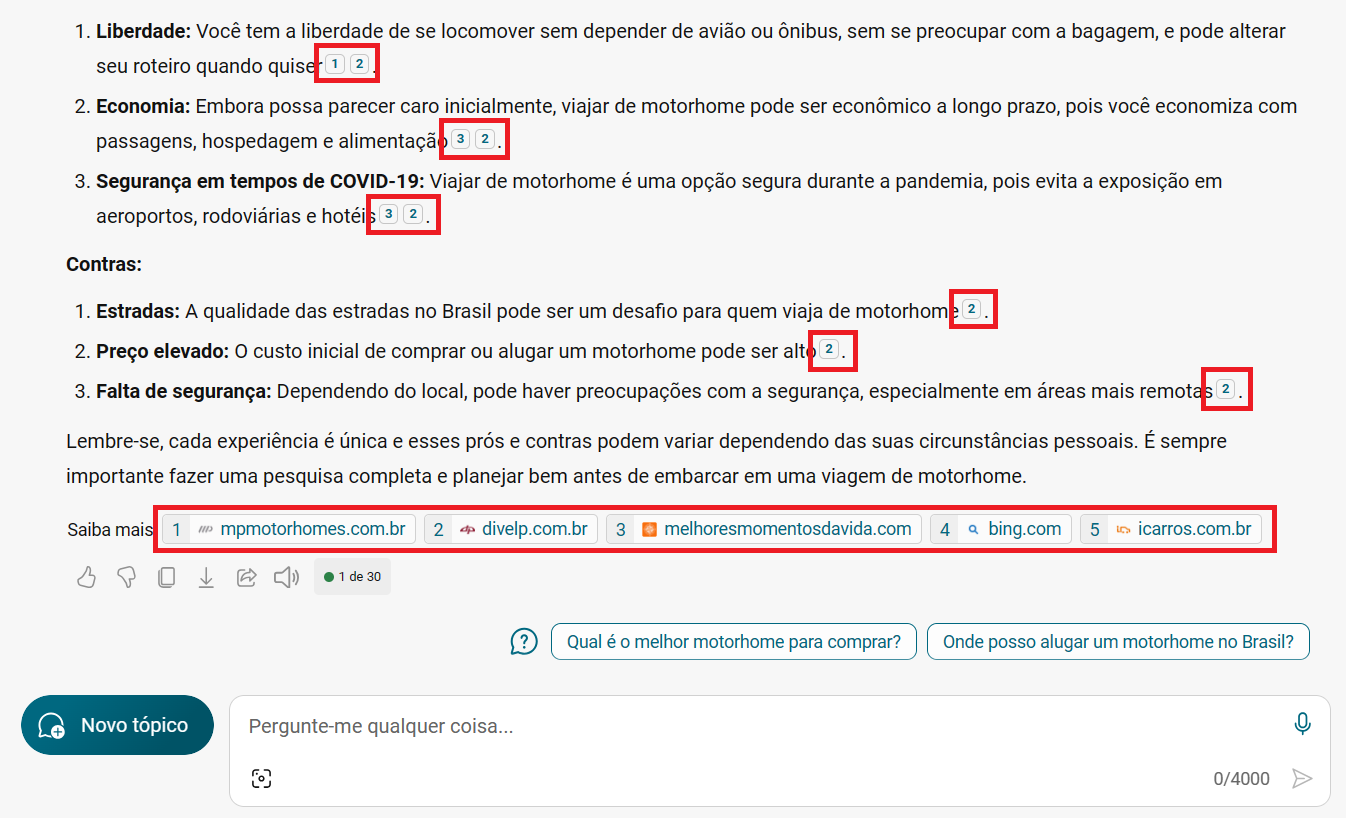 1. Liberdade: Você tem a liberdade de se locomover sem depender de avião ou ônibus, sem se preocupar com a bagagem, e pode alterar
seu roteiro quando quiser 1 2 .
2. Economia: Embora possa parecer caro inicialmente, viajar de motorhome pode ser econômico a longo prazo, pois você economiza com
passagens, hospedagem e alimentação 3 2 .
3. Segurança em tempos de COVID-19: Viajar de motorhome é uma opção segura durante a pandemia, pois evita a exposição em
aeroportos, rodoviárias e hotéis 3 2 .
Contras:
1. Estradas: A qualidade das estradas no Brasil pode ser um desafio para quem viaja de motorhome 2 .
2. Preço elevado: O custo inicial de comprar ou alugar um motorhome pode ser alto 2 .
3. Falta de segurança: Dependendo do local, pode haver preocupações com a segurança, especialmente em áreas mais remotas 2 .
Lembre-se, cada experiência é única e esses prós e contras podem variar dependendo das suas circunstâncias pessoais. É sempre
importante fazer uma pesquisa completa e planejar bem antes de embarcar em uma viagem de motorhome.
Saiba mais 1 mpmotorhomes.com.br 2 divelp.com.br 3 melhoresmomentosdavida.com 4 bing.com 5 icarros.com.br
1 de 30
Qual é o melhor motorhome para comprar? Onde posso alugar um motorhome no Brasil?
Novo tópico Pergunte-me qualquer coisa...
0/4000